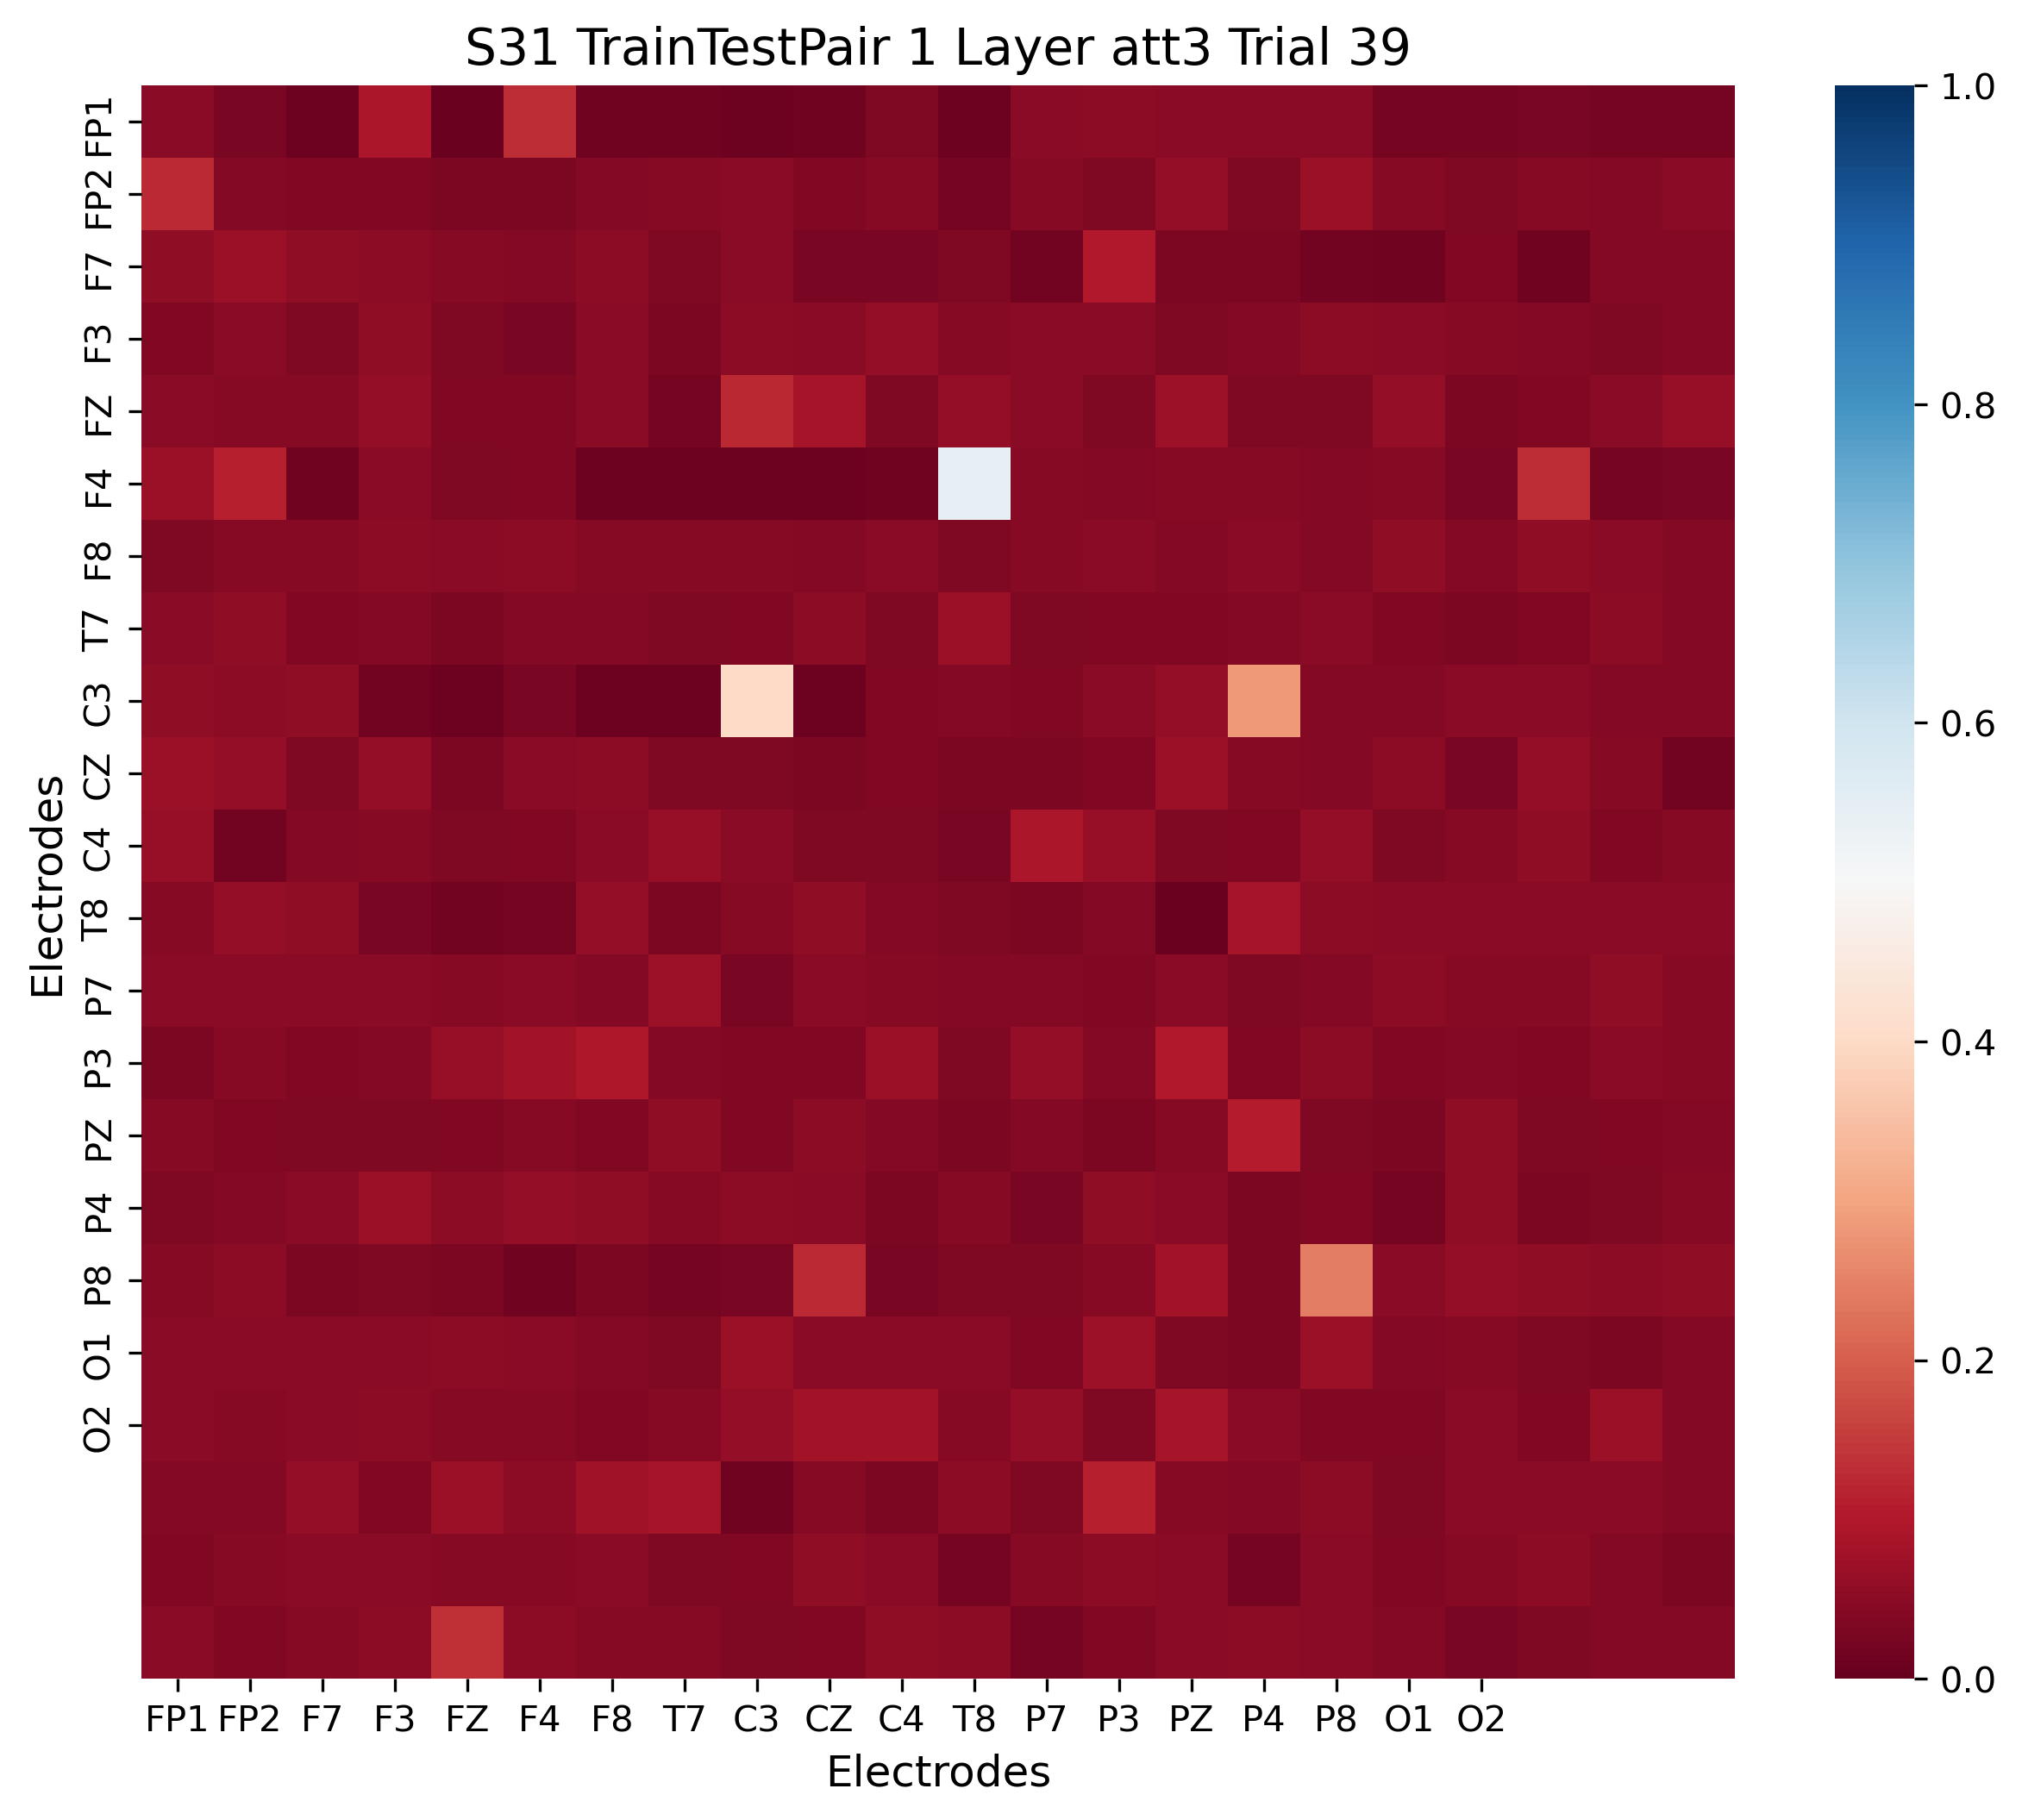 S31 TrainTestPair 1 Layer att3 Trial 39
Electrodes
FP1
FP2
F7
F3
FZ
F4
F8
T7
C3
CZ
C4
T8
P7
P3
PZ
P4
P8
O1
O2
FP1 FP2 F7 F3 FZ F4 F8 T7 C3 CZ C4 T8 P7 P3 PZ P4 P8 O1 O2
Electrodes
1.0
0.8
0.6
0.4
0.2
0.0